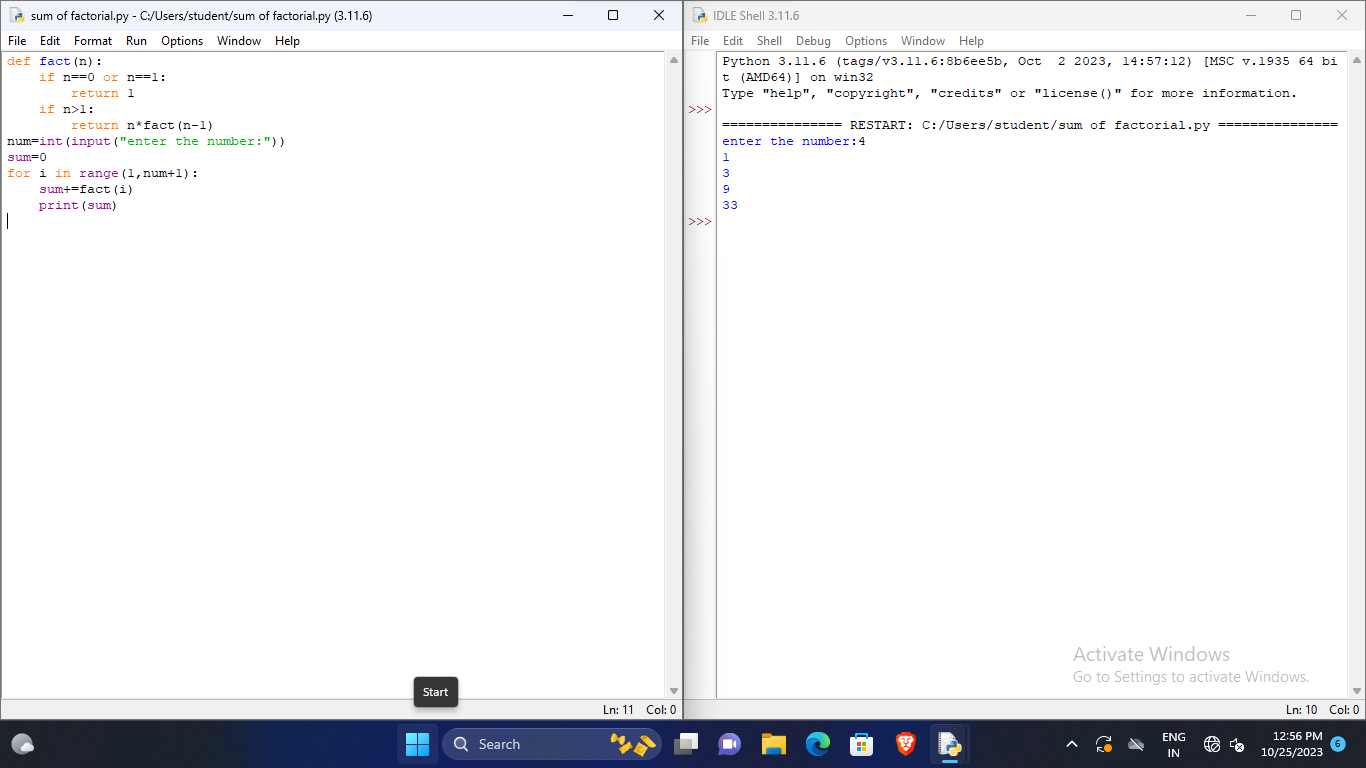 sum of factorial.py - C:/Users/student/sum of factorial.py (3.11.6)
File Edit Format Run Options Window Help
def fact(n):
    if n==0 or n==1:
        return 1
    if n>1:
        return n*fact(n-1)
num=int(input("enter the number:"))
sum=0
for i in range(1,num+1):
    sum+=fact(i)
    print(sum)
Ln: 11 Col: 0
IDLE Shell 3.11.6
File Edit Shell Debug Options Window Help
Python 3.11.6 (tags/v3.11.6:8b6ee5b, Oct  2 2023, 14:57:12) [MSC v.1935 64 bi
t (AMD64)] on win32
Type "help", "copyright", "credits" or "license()" for more information.
>>>
=============== RESTART: C:/Users/student/sum of factorial.py ===============
enter the number:4
1
3
9
33
>>>
Activate Windows
Go to Settings to activate Windows.
Ln: 10 Col: 0
Start
Search
ENG
IN
12:56 PM
10/25/2023
6